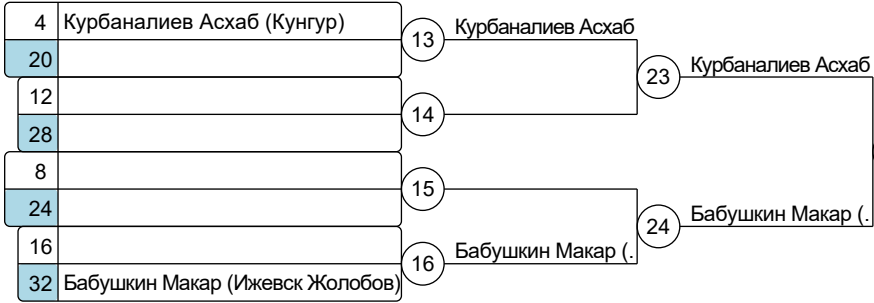 4 Курбаналиев Асхаб (Кунгур)
20
13 Курбаналиев Асхаб
12
28
14
23 Курбаналиев Асхаб
8
24
15
16
32 Бабушкин Макар (Ижевск Жолобов)
16 Бабушкин Макар (.
24 Бабушкин Макар (.